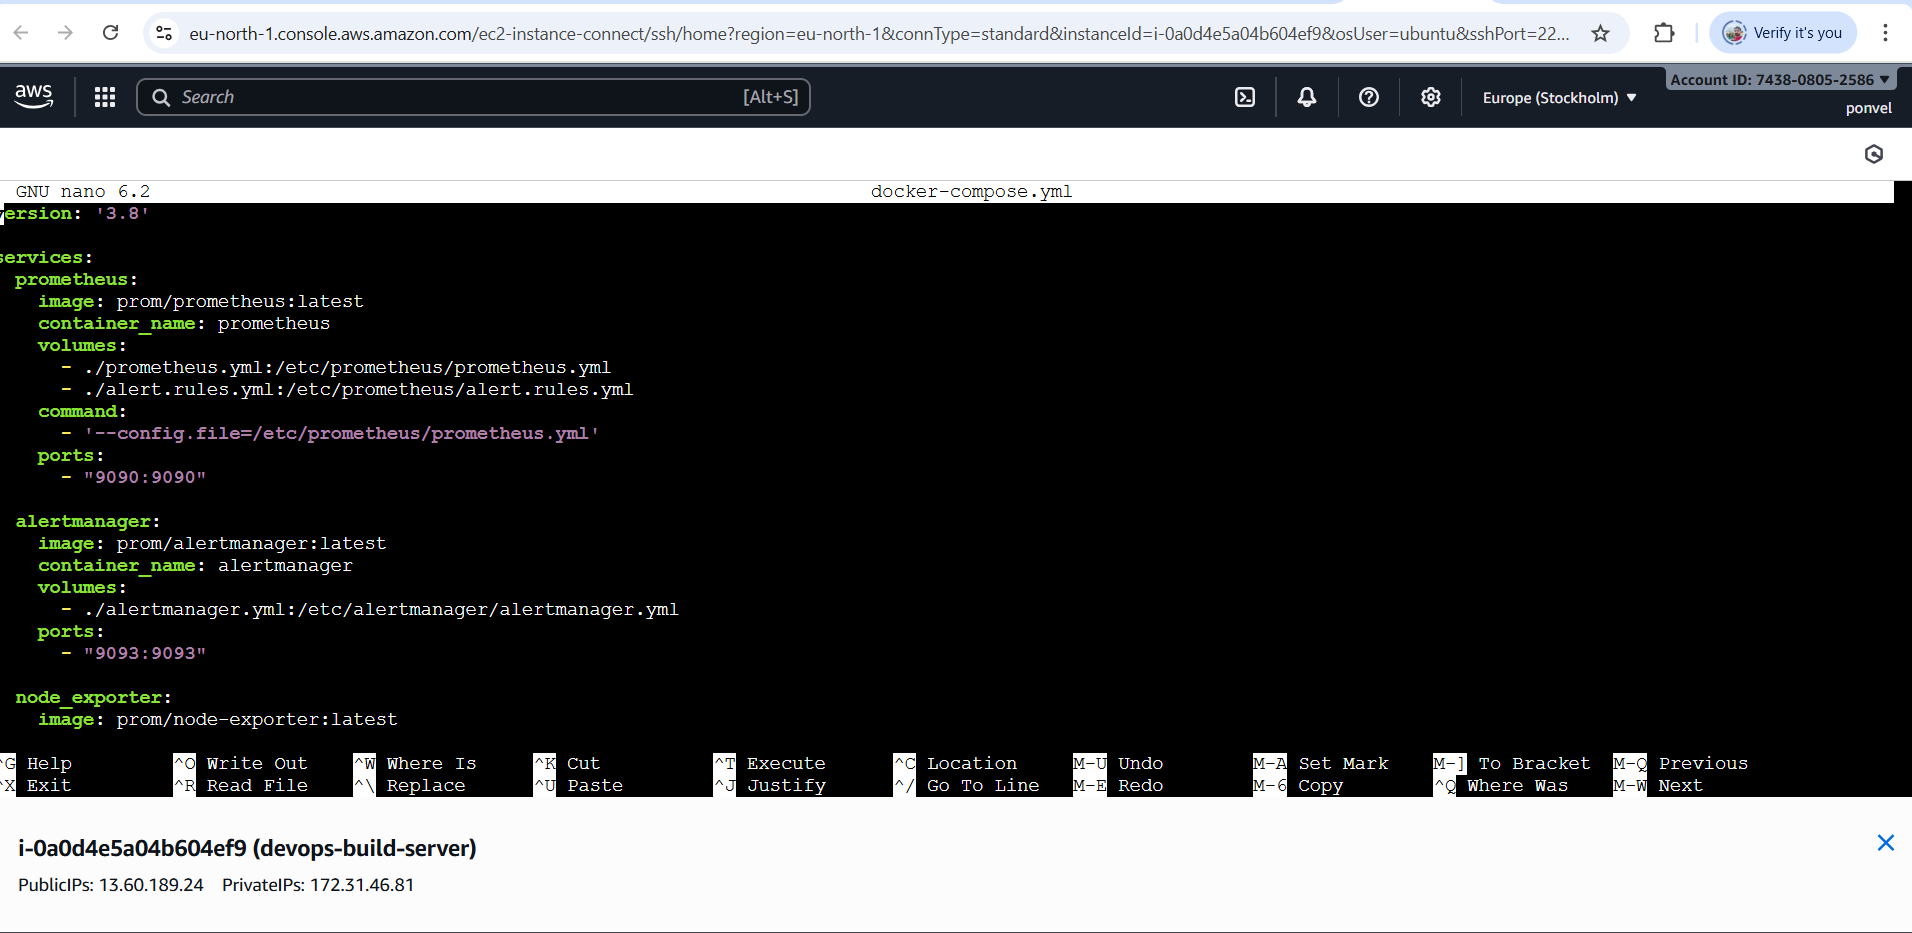 eu-north-1.console.aws.amazon.com/ec2-instance-connect/ssh/home?region=eu-north-1&connType=standard&instanceId=i-0a0d4e5a04b604ef9&osUser=ubuntu&sshPort=22...
Verify it's you
aws
Search
[Alt+S]
Europe (Stockholm)
Account ID: 7438-0805-2586
ponvel
GNU nano 6.2 docker-compose.yml
version: '3.8'
services:
prometheus:
image: prom/prometheus:latest
container_name: prometheus
volumes:
- ./prometheus.yml:/etc/prometheus/prometheus.yml
- ./alert.rules.yml:/etc/prometheus/alert.rules.yml
command:
- '--config.file=/etc/prometheus/prometheus.yml'
ports:
- "9090:9090"
alertmanager:
image: prom/alertmanager:latest
container_name: alertmanager
volumes:
- ./alertmanager.yml:/etc/alertmanager/alertmanager.yml
ports:
- "9093:9093"
node_exporter:
image: prom/node-exporter:latest
^G Help ^O Write Out ^W Where Is ^K Cut ^T Execute ^C Location M-U Undo M-A Set Mark M-] To Bracket M-Q Previous
^X Exit ^R Read File ^\ Replace ^U Paste ^J Justify ^/ Go To Line M-E Redo M-6 Copy ^Q Where Was M-W Next
i-0a0d4e5a04b604ef9 (devops-build-server)
PublicIPs: 13.60.189.24 PrivateIPs: 172.31.46.81